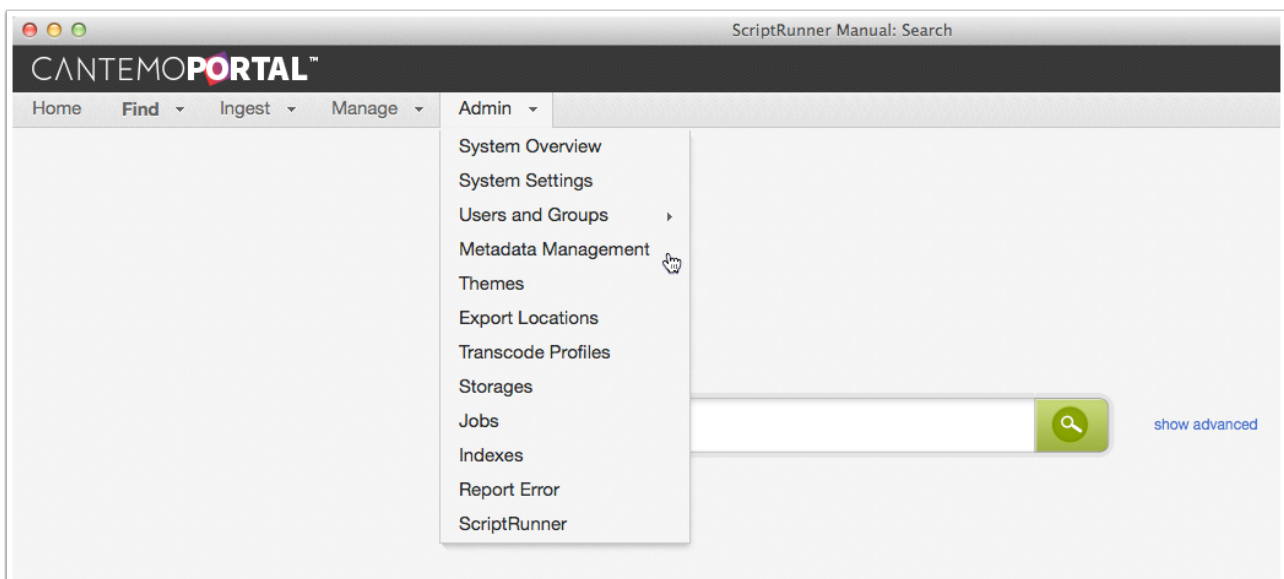 ScriptRunner Manual: Search
CANTEMOPORTAL™
Home Find Ingest Manage Admin
System Overview
System Settings
Users and Groups
Metadata Management
Themes
Export Locations
Transcode Profiles
Storages
Jobs
show advanced
Indexes
Report Error
ScriptRunner